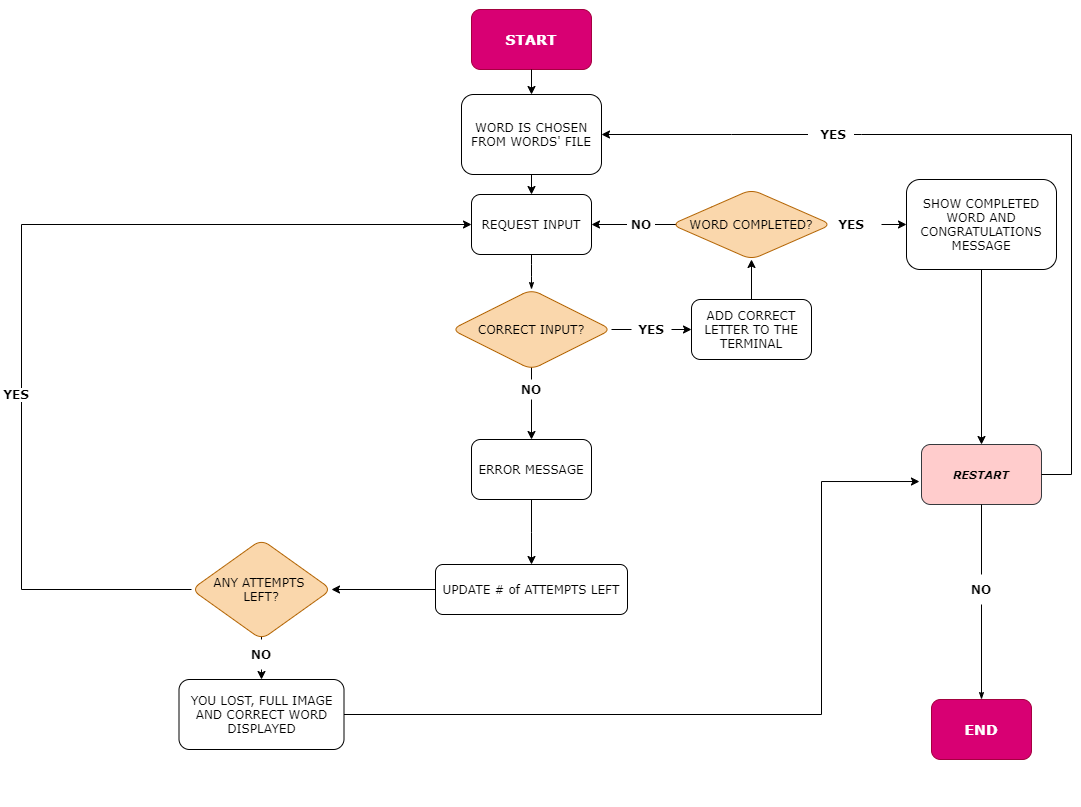 START
WORD IS CHOSEN
FROM WORDS' FILE
YES
REQUEST INPUT
NO
WORD COMPLETED?
YES
SHOW COMPLETED
WORD AND
CONGRATULATIONS
MESSAGE
CORRECT INPUT?
YES
ADD CORRECT
LETTER TO THE
TERMINAL
NO
YES
ERROR MESSAGE
RESTART
ANY ATTEMPTS
LEFT?
UPDATE # of ATTEMPTS LEFT
NO
NO
YOU LOST, FULL IMAGE
AND CORRECT WORD
DISPLAYED
END